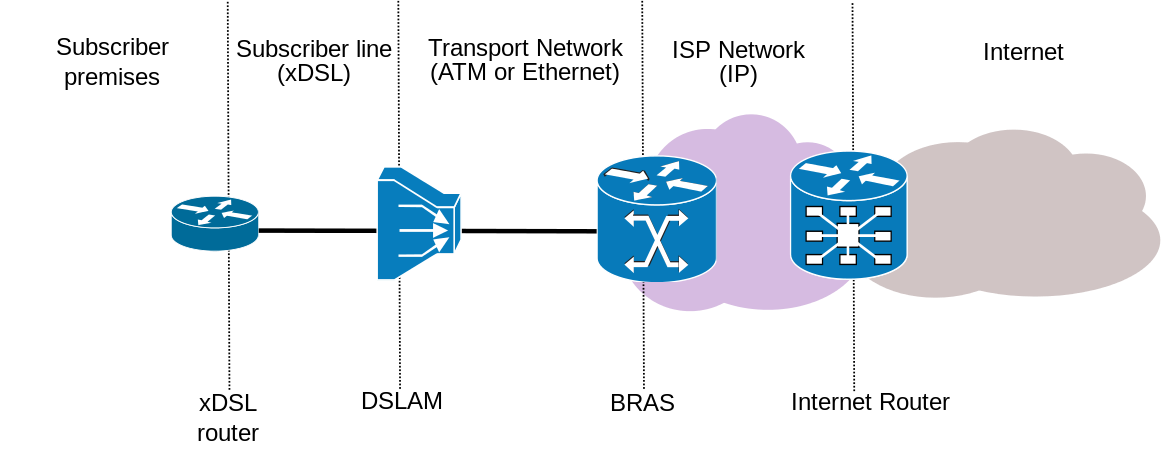 Subscriber
premises
Subscriber line
(xDSL)
Transport Network
(ATM or Ethernet)
ISP Network
(IP)
Internet
xDSL
router
DSLAM
BRAS
Internet Router